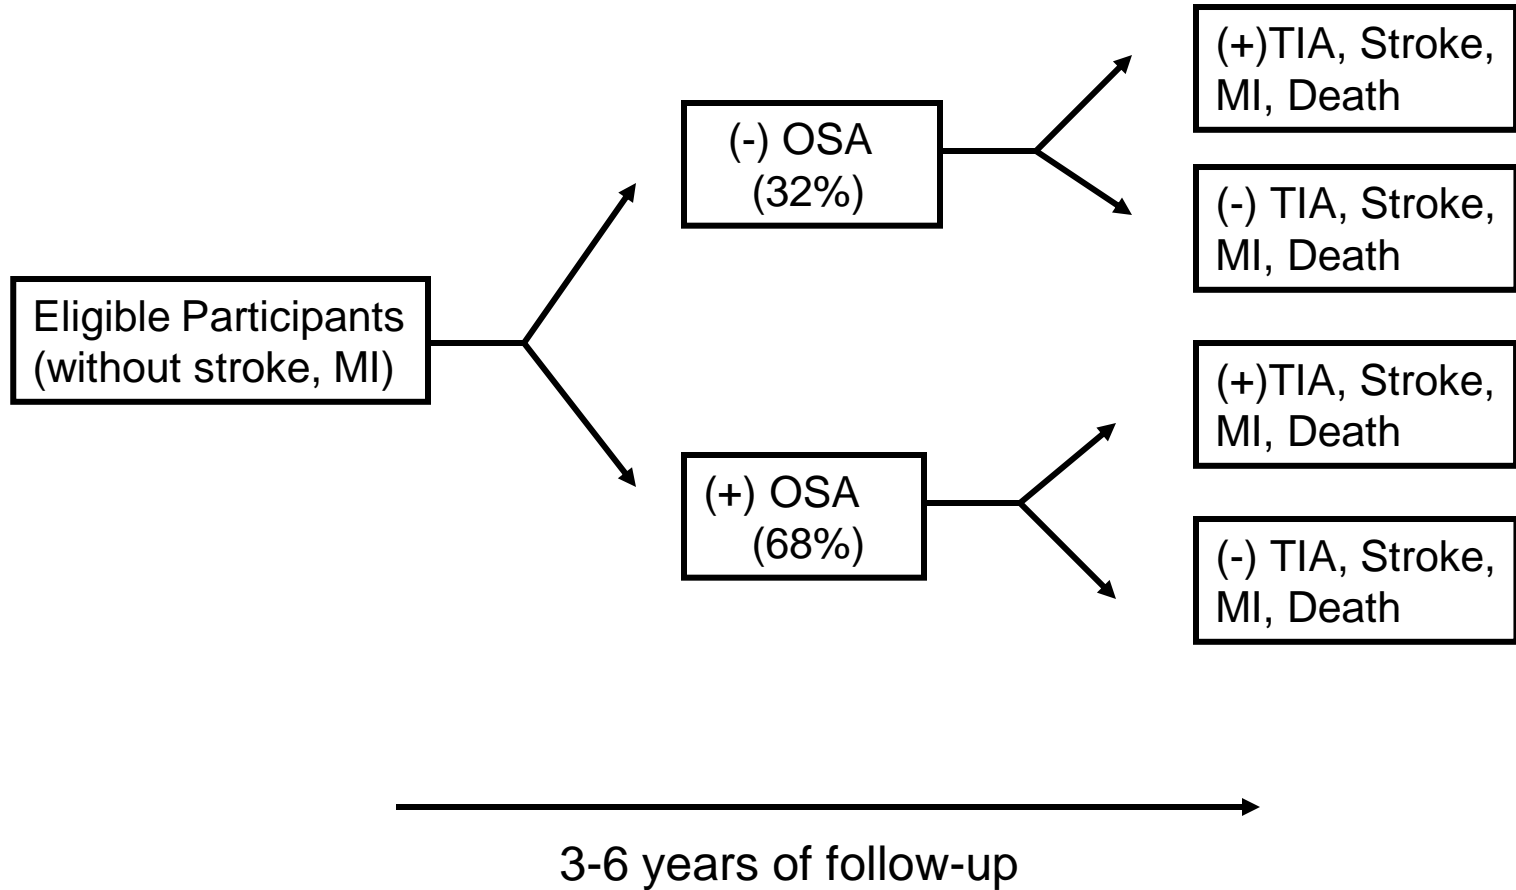 Eligible Participants
(without stroke, MI)
(-) OSA
(32%)
(+) OSA
(68%)
(+)TIA, Stroke,
MI, Death
(-) TIA, Stroke,
MI, Death
(+)TIA, Stroke,
MI, Death
(-) TIA, Stroke,
MI, Death
3-6 years of follow-up